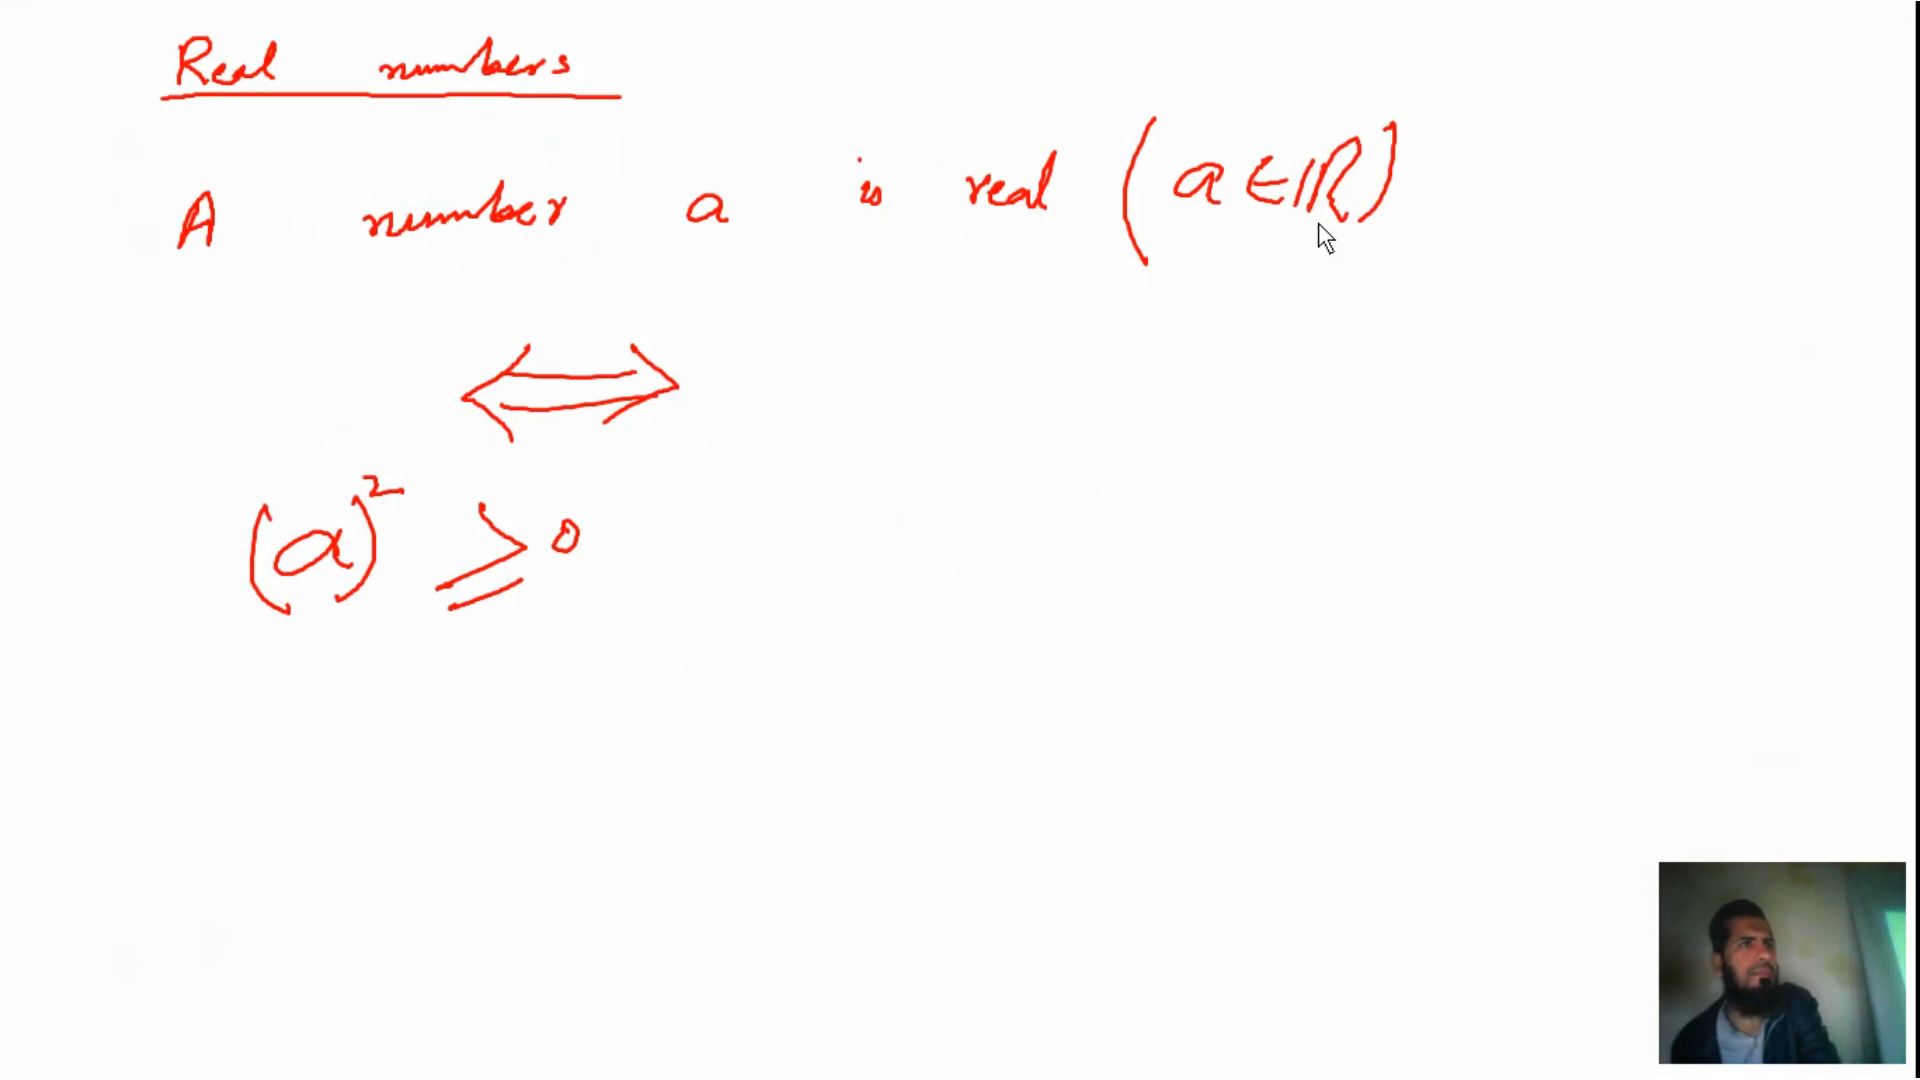 Real numbers
A number a is real (a ∈ ℝ)
⟺
(a)² ≥ 0